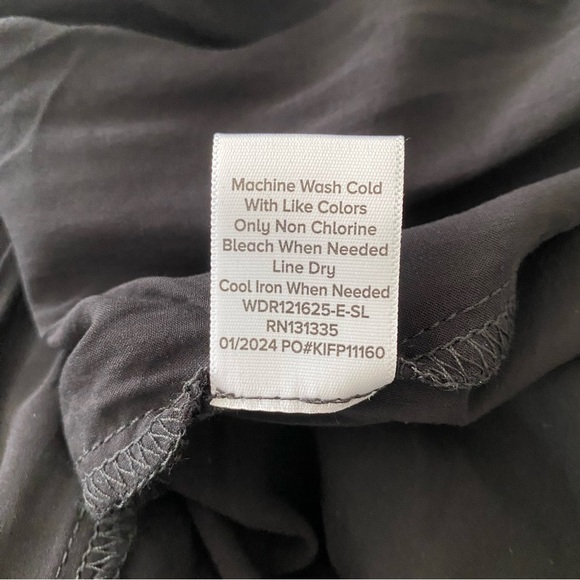 Machine Wash Cold
With Like Colors
Only Non Chlorine
Bleach When Needed
Line Dry
Cool Iron When Needed
WDR121625-E-SL
RN131335
01/2024 PO#KIFP11160